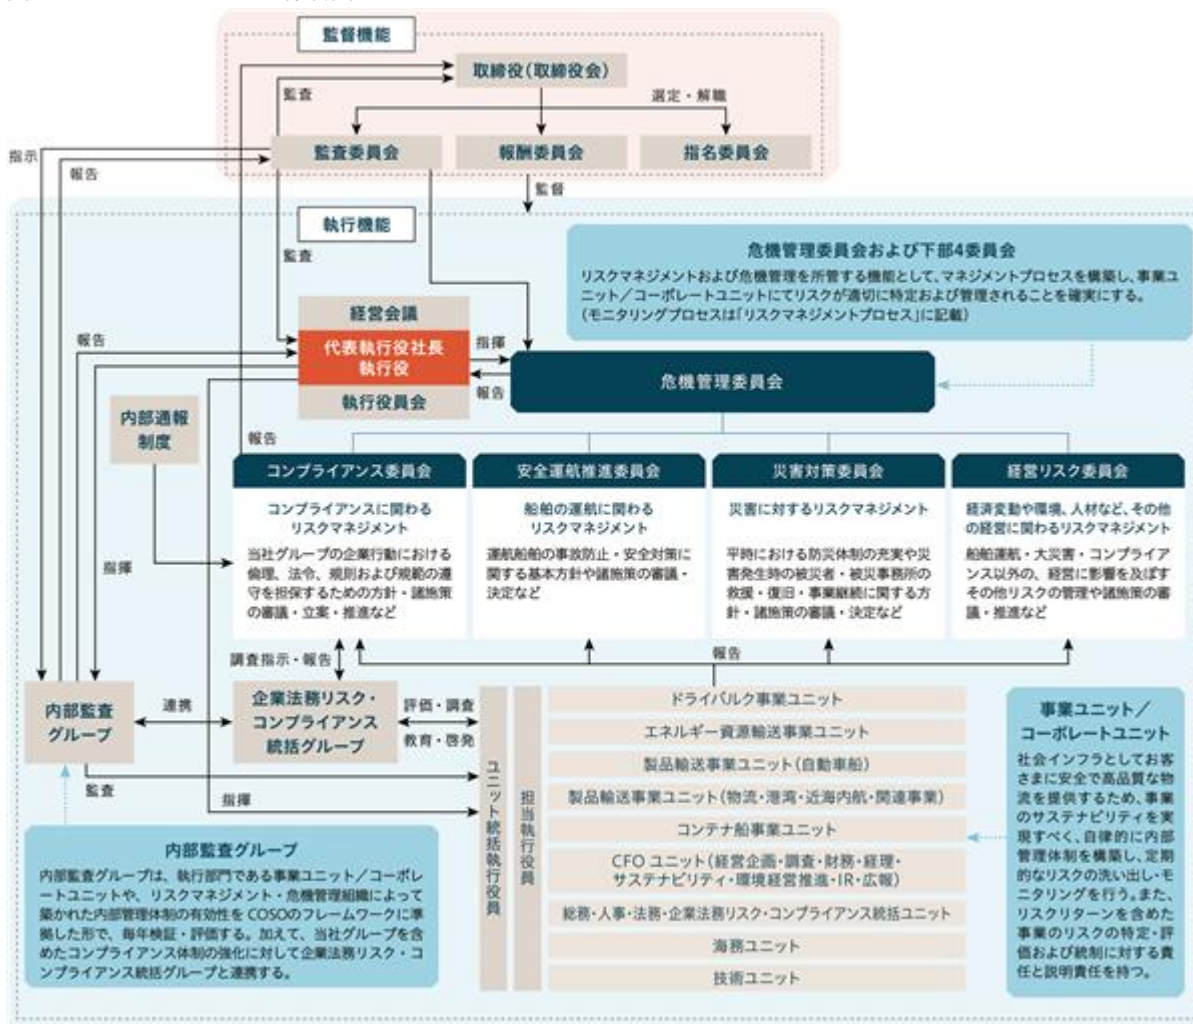 監督機能
取締役(取締役会)
監査
選定・解職
監査委員会
報酬委員会
指名委員会
指示
報告
監督
執行機能
監査
危機管理委員会および下部4委員会
リスクマネジメントおよび危機管理を所管する機能として、マネジメントプロセスを構築し、事業ユ
ニット/コーポレートユニットにてリスクが適切に特定および管理されることを確実にする。
(モニタリングプロセスは「リスクマネジメントプロセス」に記載)
経営会議
代表執行役社長
執行役
執行役員会
報告
指揮
報告
危機管理委員会
内部通報
制度
報告
指揮
コンプライアンス委員会
コンプライアンスに関わる
リスクマネジメント
当社グループの企業行動における
倫理、法令、規則および規範の遵
守を担保するための方針・諸施策
の審議・立案・推進など
安全運航推進委員会
船舶の運航に関わる
リスクマネジメント
運航船舶の事故防止・安全対策に
関する基本方針や諸施策の審議・
決定など
災害対策委員会
災害に対するリスクマネジメント
平時における防災体制の充実や災
害発生時の被災者・被災事務所の
救援・復旧・事業継続に関する方
針・諸施策の審議・決定など
経営リスク委員会
経済変動や環境、人材など、その他
の経営に関わるリスクマネジメント
船舶運航・大災害・コンプライア
ンス以外の、経営に影響を及ぼす
その他リスクの管理や諸施策の審
議・推進など
調査指示・報告
報告
内部監査
グループ
連携
企業法務リスク・
コンプライアンス
統括グループ
評価・調査
教育・啓発
監査
指揮
ユニット統括執行役員
担当執行役員
ドライバルク事業ユニット
エネルギー資源輸送事業ユニット
製品輸送事業ユニット(自動車船)
製品輸送事業ユニット(物流・港湾・近海内航・関連事業)
コンテナ船事業ユニット
CFO ユニット(経営企画・調査・財務・経理・
サステナビリティ・環境経営推進・IR・広報)
総務・人事・法務・企業法務リスク・コンプライアンス統括ユニット
海務ユニット
技術ユニット
事業ユニット/
コーポレートユニット
社会インフラとしてお客
さまに安全で高品質な物
流を提供するため、事業
のサステナビリティを実
現すべく、自律的に内部
管理体制を構築し、定期
的なリスクの洗い出し・モ
ニタリングを行う。また、
リスクリターンを含めた
事業のリスクの特定・評
価および統制に対する責
任と説明責任を持つ。
内部監査グループ
内部監査グループは、執行部門である事業ユニット/コーポ
レートユニットや、リスクマネジメント・危機管理組織によって
築かれた内部管理体制の有効性を COSOのフレームワークに準
拠した形で、毎年検証・評価する。加えて、当社グループを含
めたコンプライアンス体制の強化に対して企業法務リスク・コ
ンプライアンス統括グループと連携する。